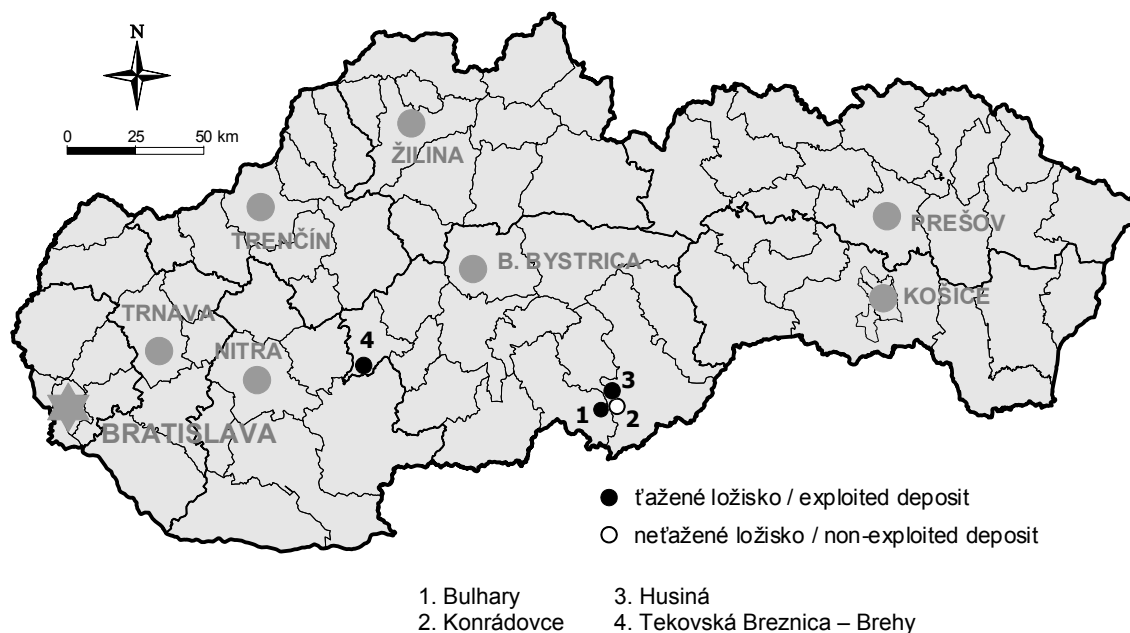 N
0 25 50 km
ŽILINA
TRENČÍN
PREŠOV
B. BYSTRICA
KOŠICE
TRNAVA
NITRA
4
3
1
2
BRATISLAVA
ťažené ložisko / exploited deposit
neťažené ložisko / non-exploited deposit
1. Bulhary
2. Konrádovce
3. Husiná
4. Tekovská Breznica – Brehy